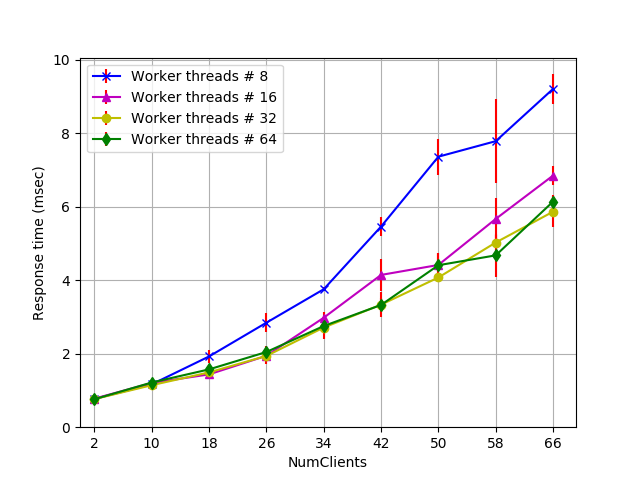 10
8
6
4
2
0
Response time (msec)
Worker threads # 8
Worker threads # 16
Worker threads # 32
Worker threads # 64
2 10 18 26 34 42 50 58 66
NumClients